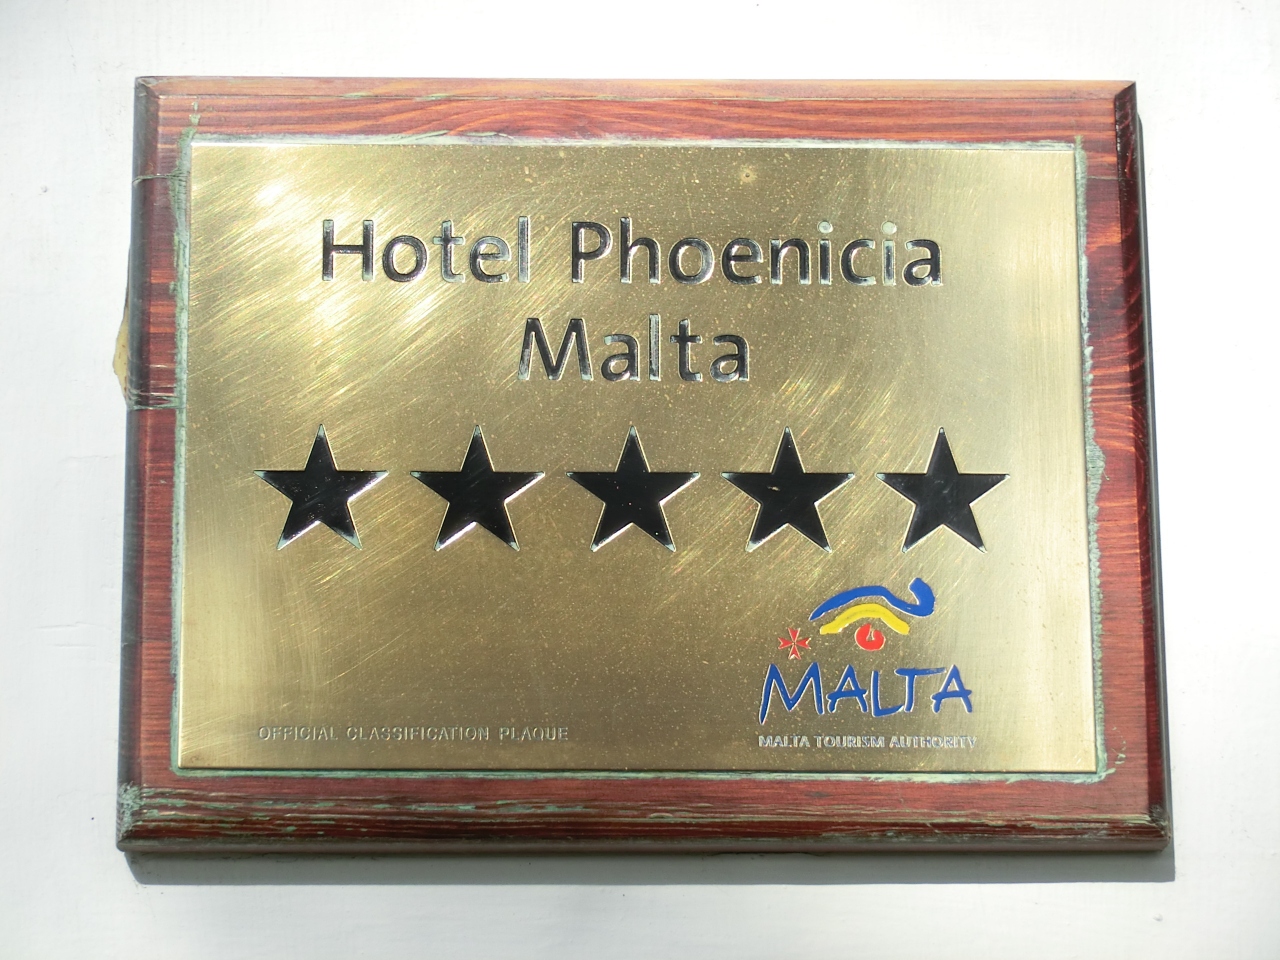 Hotel Phoenicia
Malta
MALTA
OFFICIAL CLASSIFICATION PLAQUE
MALTA TOURISM AUTHORITY